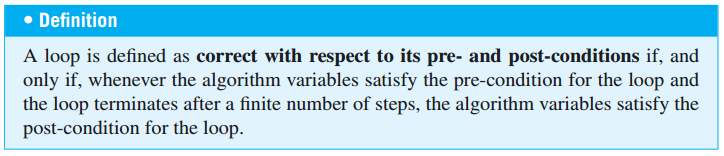 • Definition
A loop is defined as correct with respect to its pre- and post-conditions if, and
only if, whenever the algorithm variables satisfy the pre-condition for the loop and
the loop terminates after a finite number of steps, the algorithm variables satisfy the
post-condition for the loop.